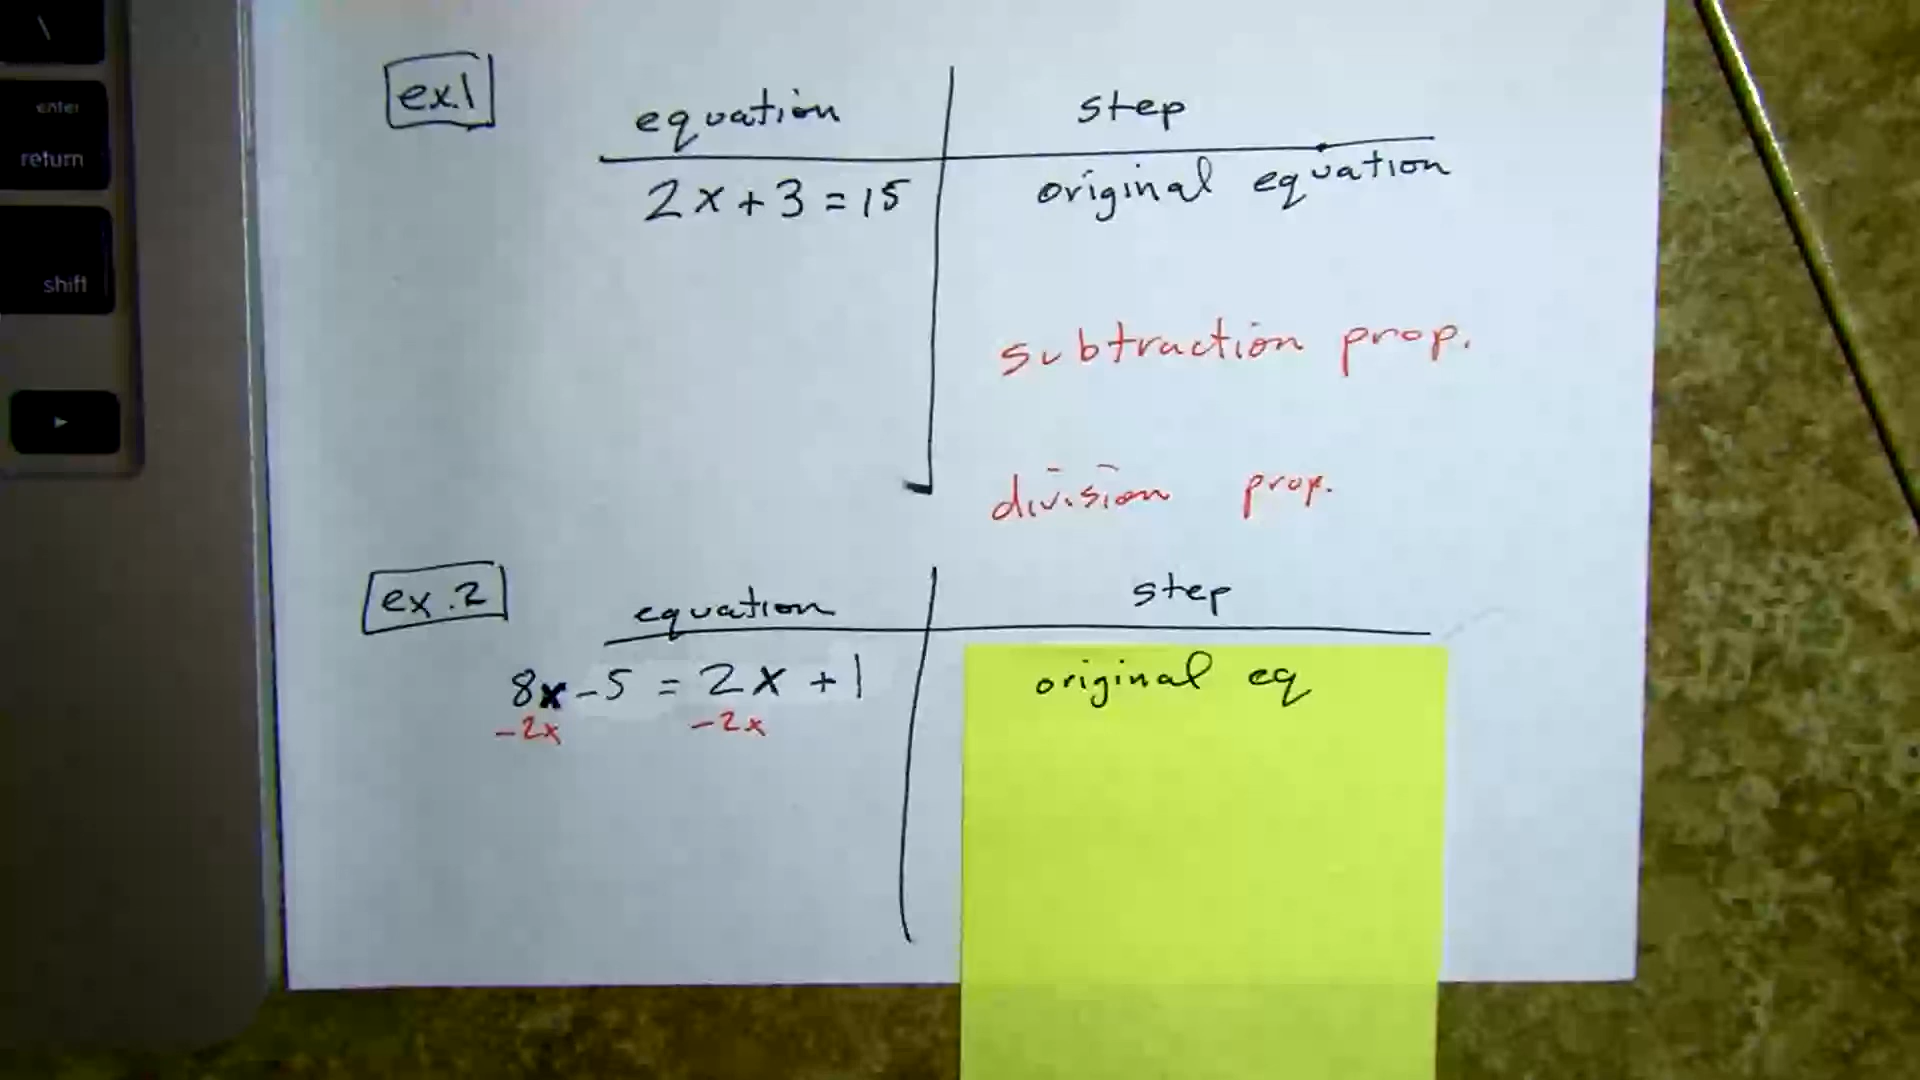 \
enter
return
shift
ex.1
equation step
2x+3=15 original equation
subtraction prop.
division prop.
ex.2
equation step
8x-5=2x+1 original eq
-2x -2x